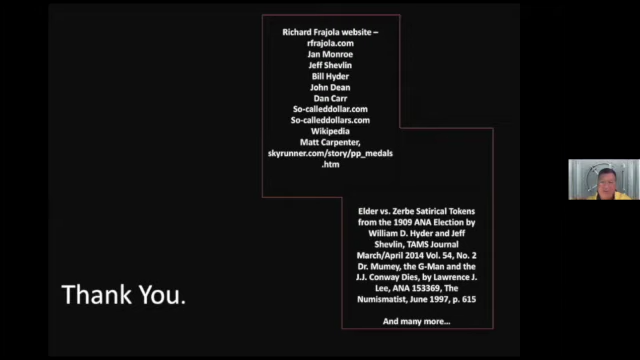 Richard Frajola website –
rfrajola.com
Jan Monroe
Jeff Shevlin
Bill Hyder
John Dean
Dan Carr
So-calleddollar.com
So-calleddollars.com
Wikipedia
Matt Carpenter,
skyrunner.com/story/pp_medals
.htm
Elder vs. Zerbe Satirical Tokens
from the 1909 ANA Election by
William D. Hyder and Jeff
Shevlin, TAMS Journal
March/April 2014 Vol. 54, No. 2
Dr. Mumey, the G-Man and the
J.J. Conway Dies, by Lawrence J.
Lee, ANA 153369, The
Numismatist, June 1997, p. 615
And many more...
Thank You.